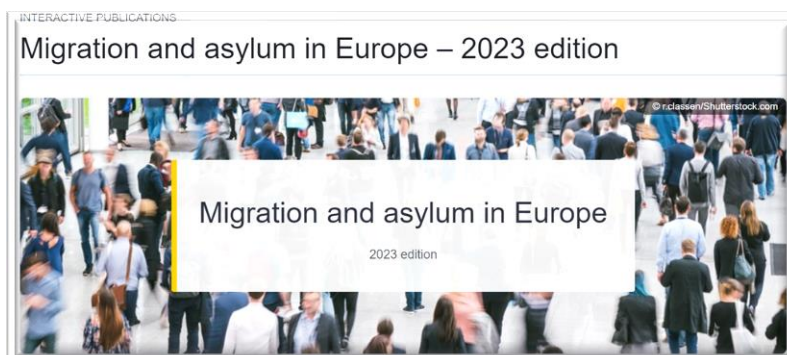 INTERACTIVE PUBLICATIONS
Migration and asylum in Europe – 2023 edition
© r.classen/Shutterstock.com
Migration and asylum in Europe
2023 edition